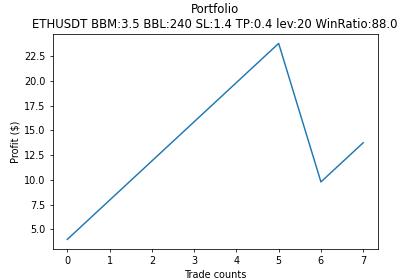 Portfolio
ETHUSDT BBM:3.5 BBL:240 SL:1.4 TP:0.4 lev:20 WinRatio:88.0
22.5
20.0
17.5
15.0
12.5
10.0
7.5
5.0
Profit ($)
0 1 2 3 4 5 6 7
Trade counts